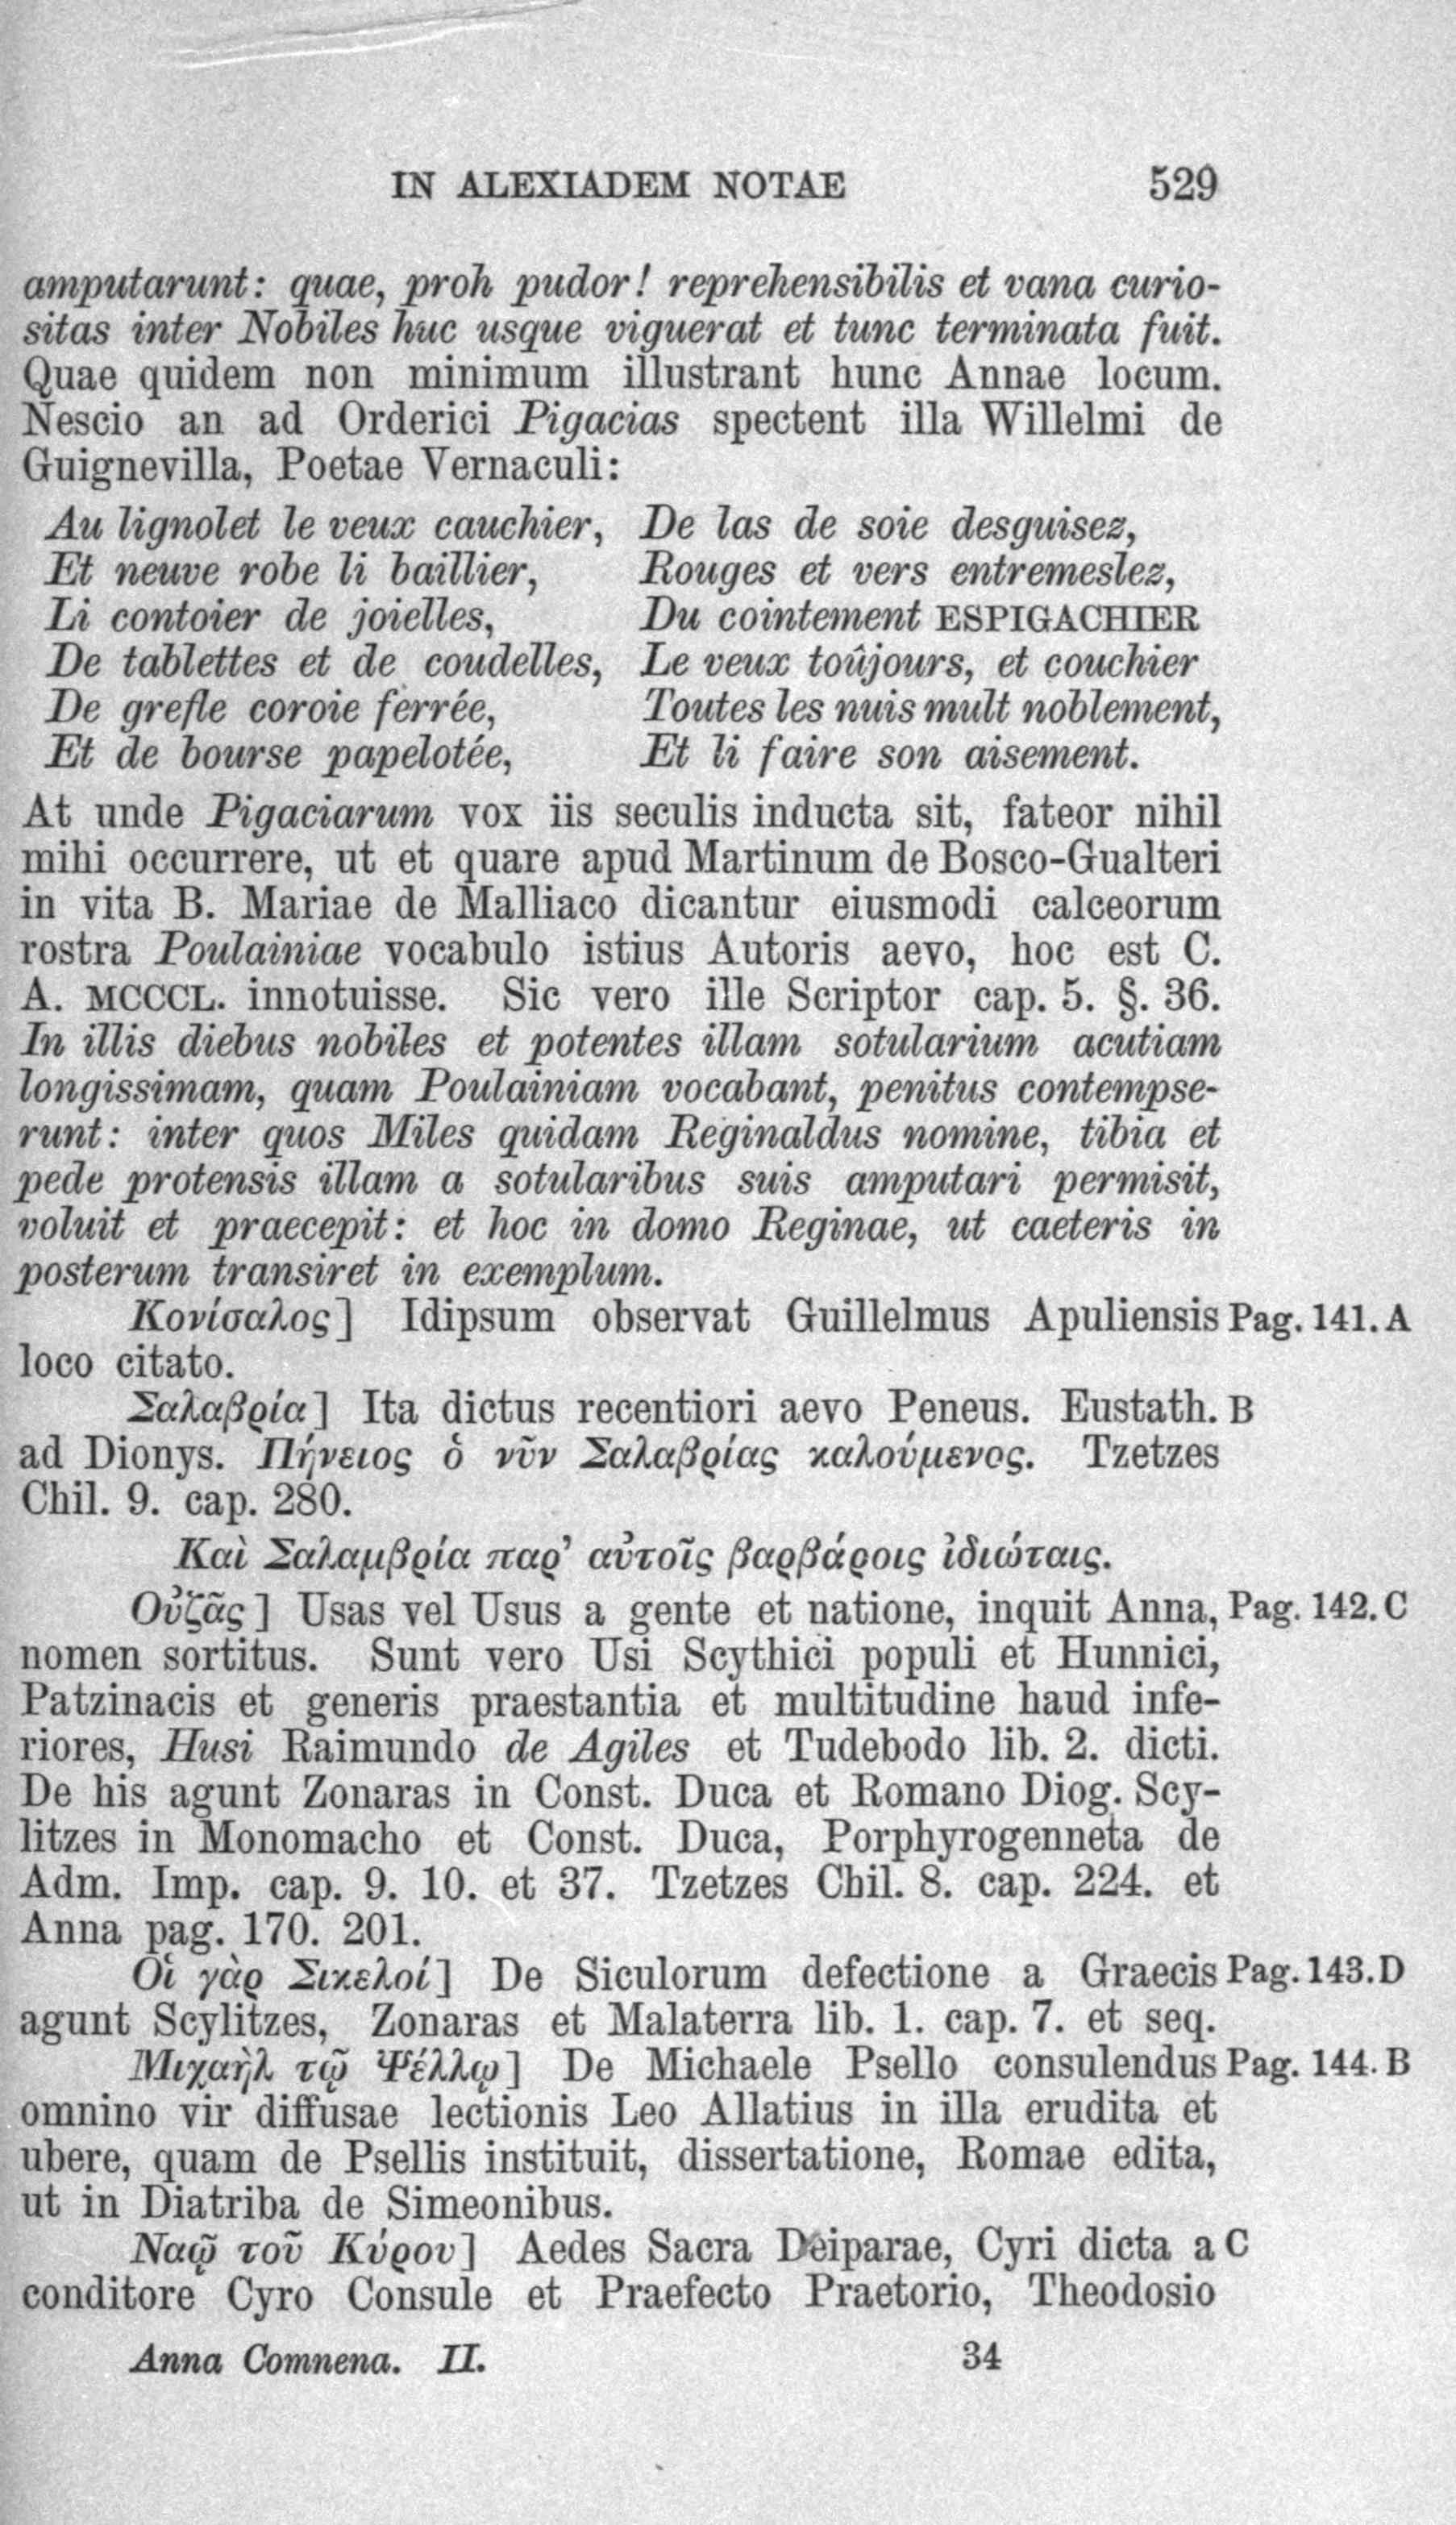 IN ALEXIADEM NOTAE 529
amputarunt: quae, proh pudor! reprehensibilis et vana curio-
sitas inter Nobiles huc usque viguerat et tunc terminata fuit.
Quae quidem non minimum illustrant hunc Annae locum.
Nescio an ad Orderici Pigacias spectent illa Willelmi de
Guignevilla, Poetae Vernaculi:
Au lignolet le veux cauchier,
Et neuve robe li baillier,
Li contoier de joielles,
De tablettes et de coudelles,
De grefle coroie ferrée,
Et de bourse papelotée,
De las de soie desguisez,
Rouges et vers entremeslez,
Du cointement ESPIGACHIER
Le veux toûjours, et couchier
Toutes les nuis mult noblement,
Et li faire son aisement.
At unde Pigaciarum vox iis seculis inducta sit, fateor nihil
mihi occurrere, ut et quare apud Martinum de Bosco-Gualteri
in vita B. Mariae de Malliaco dicantur eiusmodi calceorum
rostra Poulainiae vocabulo istius Autoris aevo, hoc est C.
A. MCCCL. innotuisse. Sic vero ille Scriptor cap. 5. §. 36.
In illis diebus nobiles et potentes illam sotularium acutiam
longissimam, quam Poulainiam vocabant, penitus contempse-
runt: inter quos Miles quidam Reginaldus nomine, tibia et
pede protensis illam a sotularibus suis amputari permisit,
voluit et praecepit: et hoc in domo Reginae, ut caeteris in
posterum transiret in exemplum.
Κονίσαλος] Idipsum observat Guillelmus Apuliensis Pag. 141. A
loco citato.
Σαλαβρία] Ita dictus recentiori aevo Peneus. Eustath. B
ad Dionys. Πήνειος ὁ νῦν Σαλαβρίας καλούμενος. Tzetzes
Chil. 9. cap. 280.
Καὶ Σαλαμβρία παρ’ αὐτοῖς βαρβάροις ἰδιώταις.
Οὐζᾶς] Usas vel Usus a gente et natione, inquit Anna, Pag. 142. C
nomen sortitus. Sunt vero Usi Scythici populi et Hunnici,
Patzinacis et generis praestantia et multitudine haud infe-
riores, Husi Raimundo de Agiles et Tudebodo lib. 2. dicti.
De his agunt Zonaras in Const. Duca et Romano Diog. Scy-
litzes in Monomacho et Const. Duca, Porphyrogenneta de
Adm. Imp. cap. 9. 10. et 37. Tzetzes Chil. 8. cap. 224. et
Anna pag. 170. 201.
Οἱ γὰρ Σικελοί] De Siculorum defectione a Graecis Pag. 143. D
agunt Scylitzes, Zonaras et Malaterra lib. 1. cap. 7. et seq.
Μιχαὴλ τῷ Ψέλλῳ] De Michaele Psello consulendus Pag. 144. B
omnino vir diffusae lectionis Leo Allatius in illa erudita et
ubere, quam de Psellis instituit, dissertatione, Romae edita,
ut in Diatriba de Simeonibus.
Ναῷ τοῦ Κύρου] Aedes Sacra Deiparae, Cyri dicta a C
conditore Cyro Consule et Praefecto Praetorio, Theodosio
Anna Comnena. II. 34